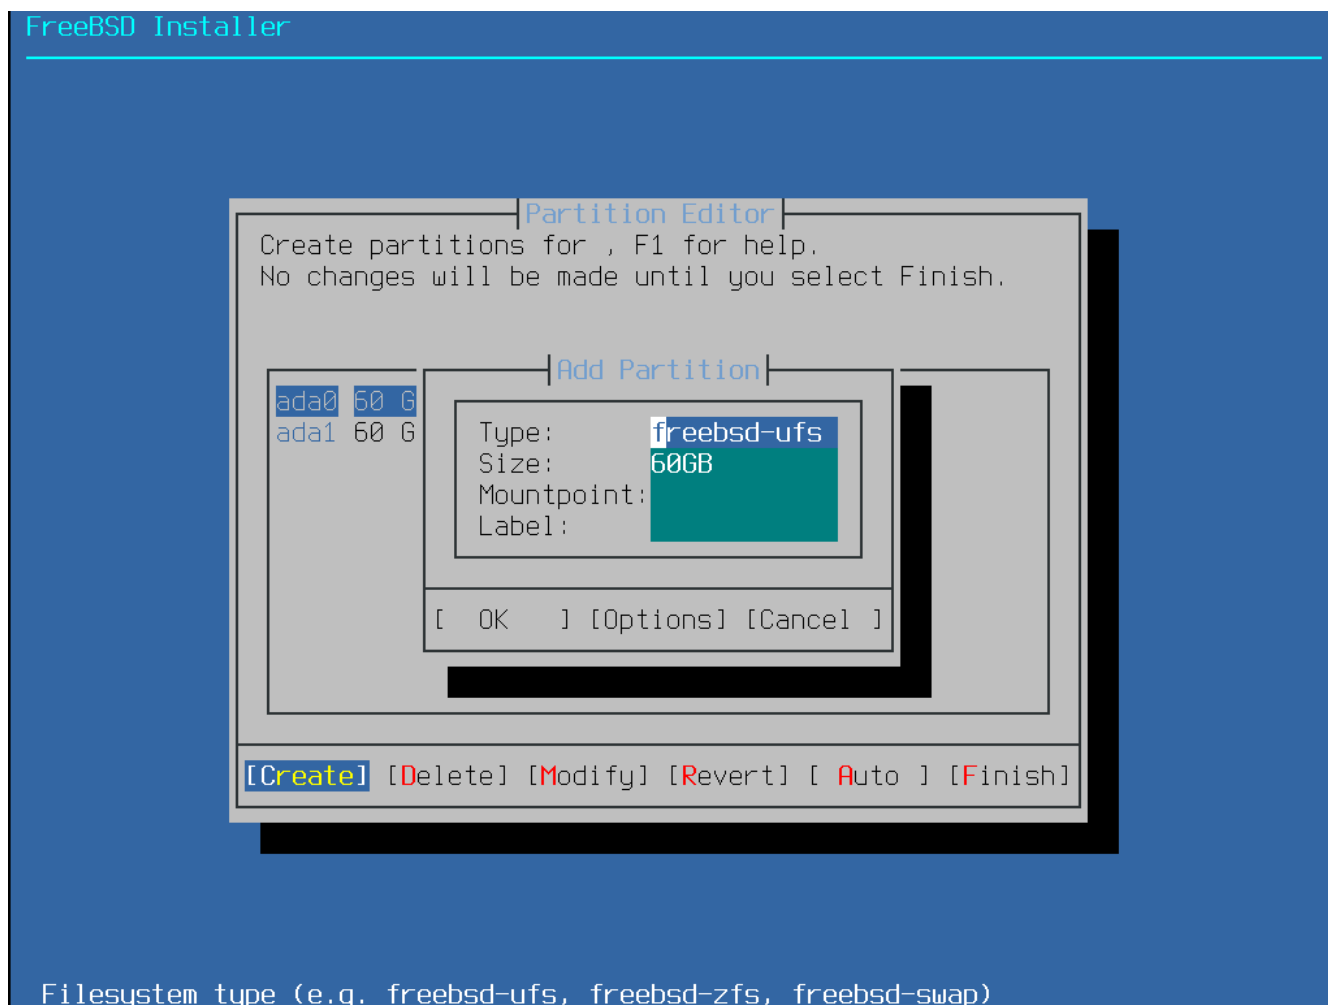 FreeBSD Installer
Partition Editor
Create partitions for , F1 for help.
No changes will be made until you select Finish.
Add Partition
ada0 60 G
ada1 60 G
Type: freebsd-ufs
Size: 60GB
Mountpoint:
Label:
[ OK ] [Options] [Cancel ]
[Create] [Delete] [Modify] [Revert] [ Auto ] [Finish]
Filesystem type (e.g. freebsd-ufs, freebsd-zfs, freebsd-swap)